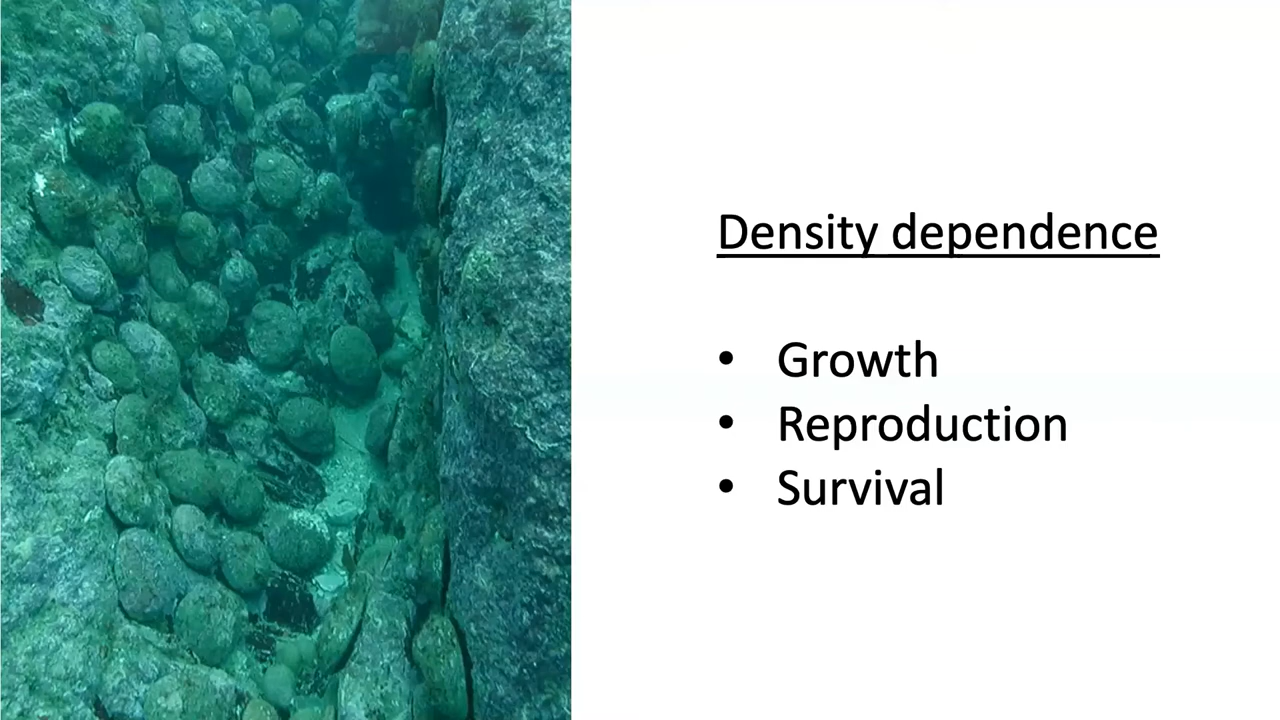 Density dependence
• Growth
• Reproduction
• Survival